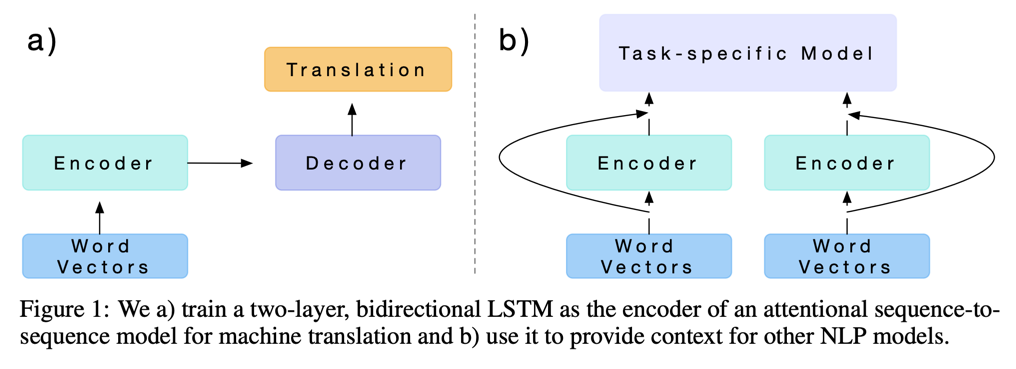 a)
Translation
Encoder
Decoder
Word
Vectors
b)
Task-specific Model
Encoder
Encoder
Word
Vectors
Word
Vectors
Figure 1: We a) train a two-layer, bidirectional LSTM as the encoder of an attentional sequence-to-
sequence model for machine translation and b) use it to provide context for other NLP models.